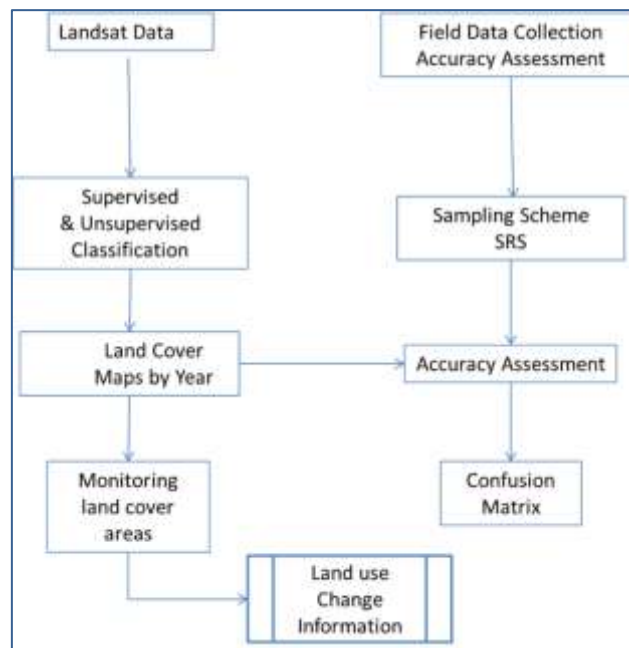 Landsat Data
Field Data Collection
Accuracy Assessment
Supervised
& Unsupervised
Classification
Sampling Scheme
SRS
Land Cover
Maps by Year
Accuracy Assessment
Monitoring
land cover
areas
Confusion
Matrix
Land use
Change
Information